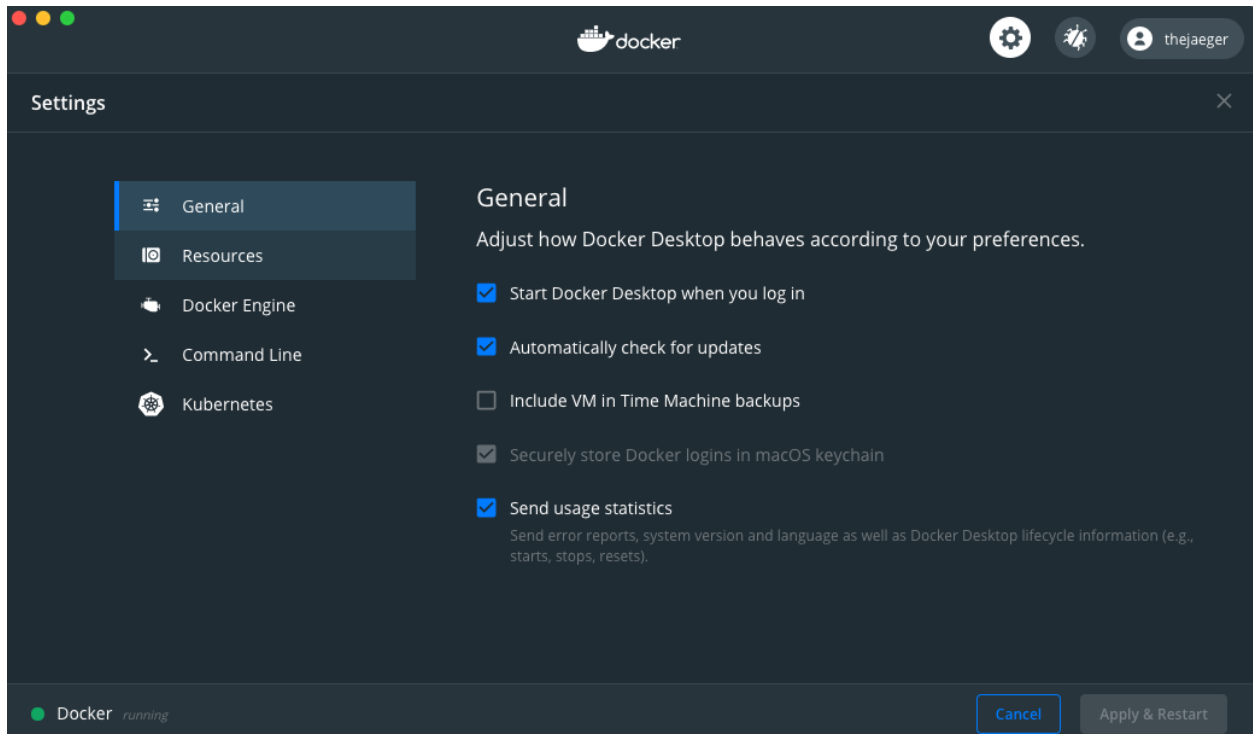 docker
thejaeger
Settings
General
Resources
Docker Engine
Command Line
Kubernetes
General
Adjust how Docker Desktop behaves according to your preferences.
Start Docker Desktop when you log in
Automatically check for updates
Include VM in Time Machine backups
Securely store Docker logins in macOS keychain
Send usage statistics
Send error reports, system version and language as well as Docker Desktop lifecycle information (e.g.,
starts, stops, resets).
Docker running
Cancel
Apply & Restart